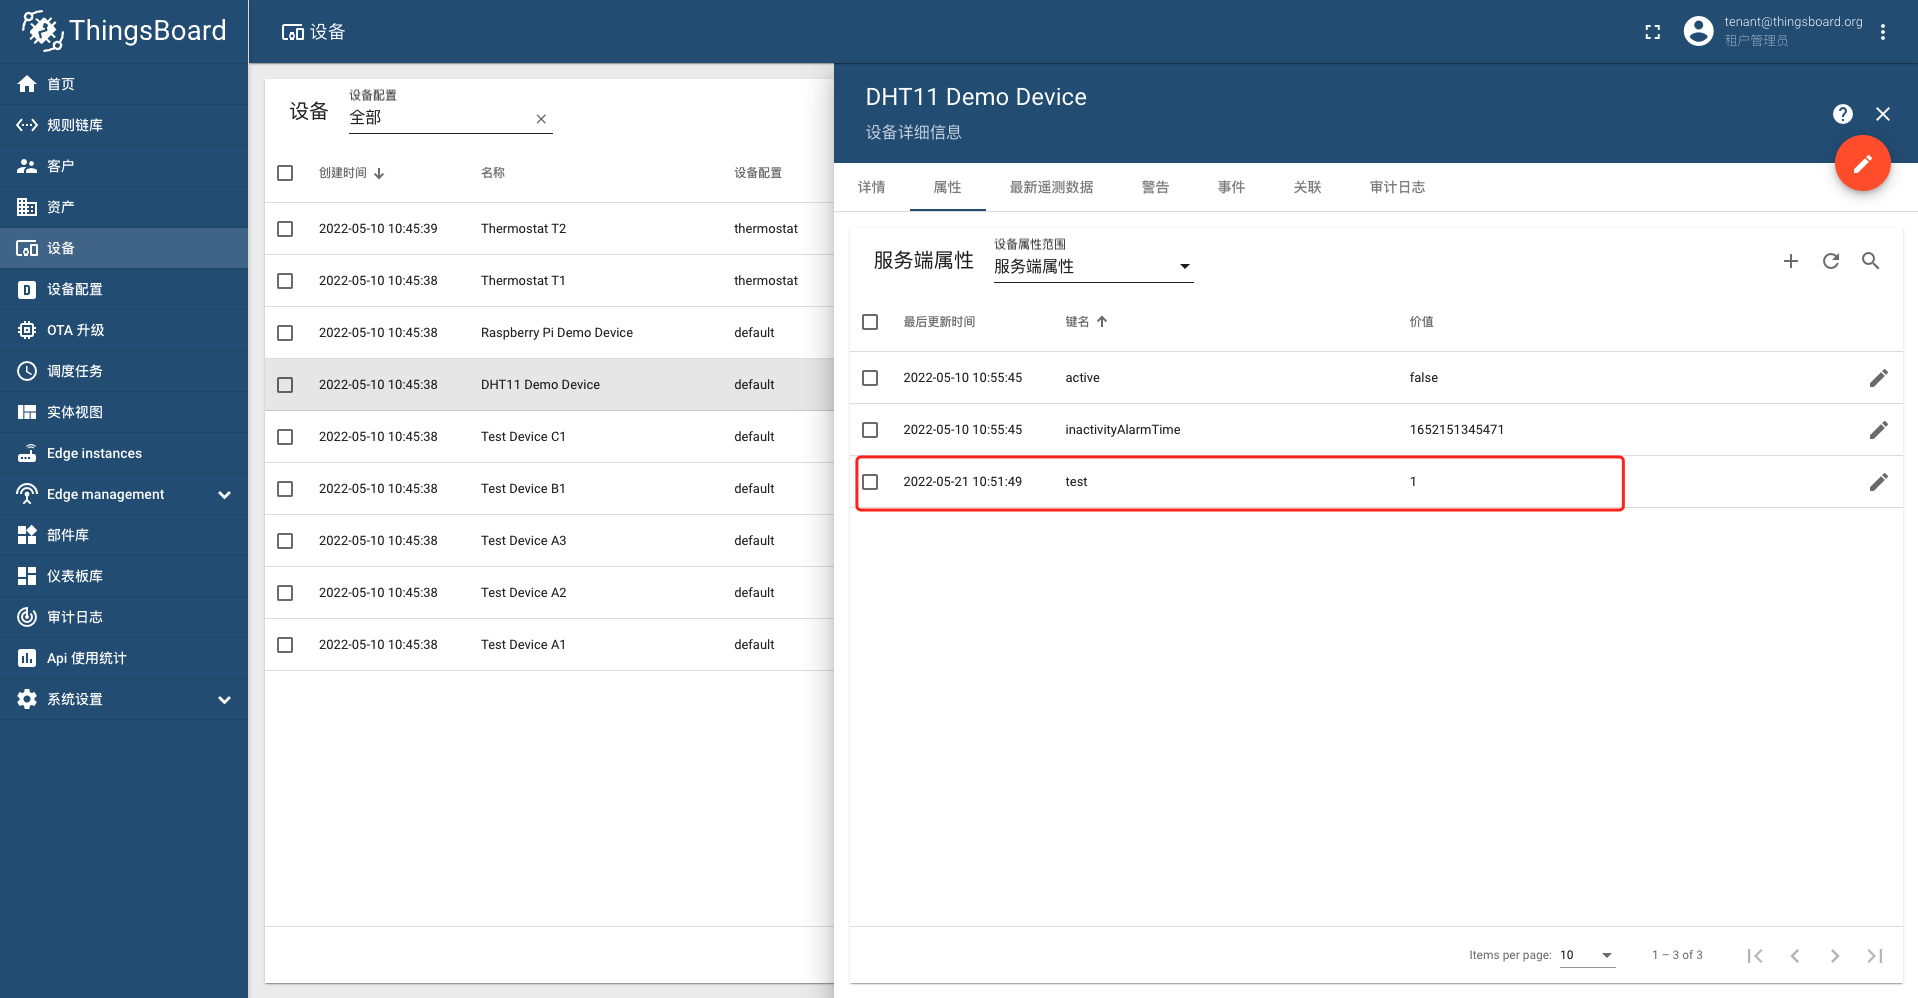 ThingsBoard
首页
规则链库
客户
资产
设备
设备配置
OTA 升级
调度任务
实体视图
Edge instances
Edge management
部件库
仪表板库
审计日志
Api 使用统计
系统设置
设备
tenant@thingsboard.org
租户管理员
设备
设备配置
全部
创建时间 名称 设备配置
2022-05-10 10:45:39 Thermostat T2 thermostat
2022-05-10 10:45:38 Thermostat T1 thermostat
2022-05-10 10:45:38 Raspberry Pi Demo Device default
2022-05-10 10:45:38 DHT11 Demo Device default
2022-05-10 10:45:38 Test Device C1 default
2022-05-10 10:45:38 Test Device B1 default
2022-05-10 10:45:38 Test Device A3 default
2022-05-10 10:45:38 Test Device A2 default
2022-05-10 10:45:38 Test Device A1 default
DHT11 Demo Device
设备详细信息
详情 属性 最新遥测数据 警告 事件 关联 审计日志
服务端属性
设备属性范围
服务端属性
最后更新时间 键名 价值
2022-05-10 10:55:45 active false
2022-05-10 10:55:45 inactivityAlarmTime 1652151345471
2022-05-21 10:51:49 test 1
Items per page: 10 1 – 3 of 3